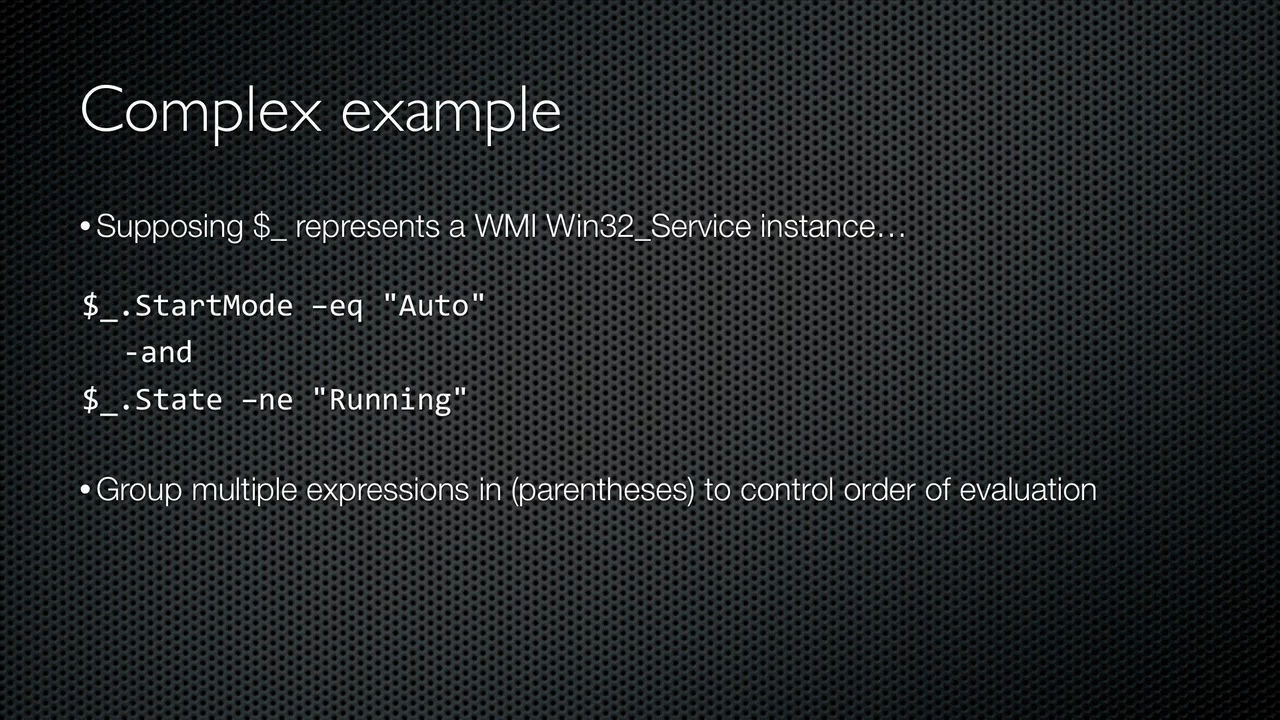 Complex example
• Supposing $_ represents a WMI Win32_Service instance…
$_.StartMode –eq "Auto"
-and
$_.State –ne "Running"
• Group multiple expressions in (parentheses) to control order of evaluation